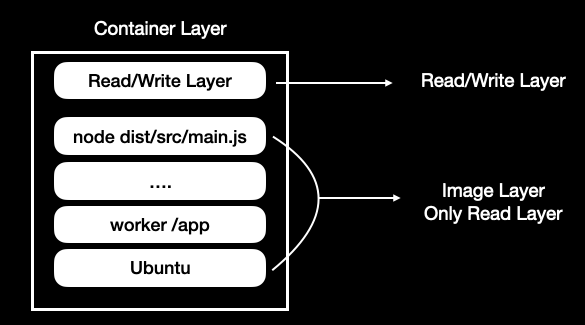 Container Layer
Read/Write Layer
Read/Write Layer
node dist/src/main.js
....
worker /app
Ubuntu
Image Layer
Only Read Layer